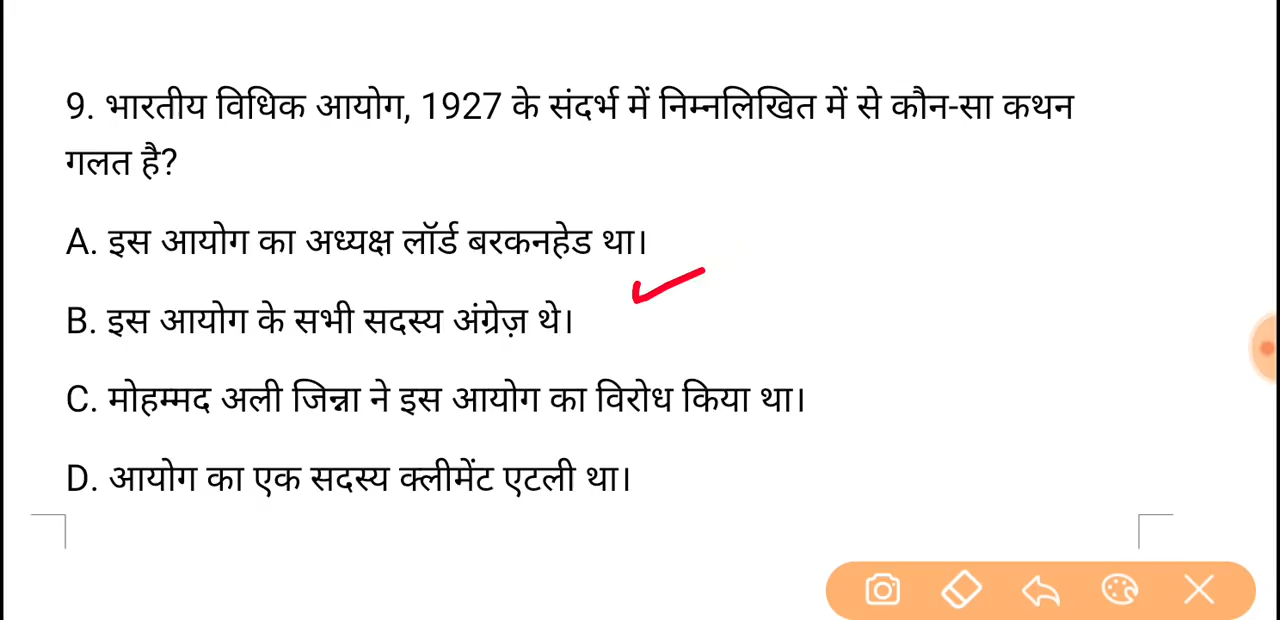 9. भारतीय विधिक आयोग, 1927 के संदर्भ में निम्नलिखित में से कौन-सा कथन
गलत है?
A. इस आयोग का अध्यक्ष लॉर्ड बरकनहेड था।
B. इस आयोग के सभी सदस्य अंग्रेज़ थे।
C. मोहम्मद अली जिन्ना ने इस आयोग का विरोध किया था।
D. आयोग का एक सदस्य क्लीमेंट एटली था।